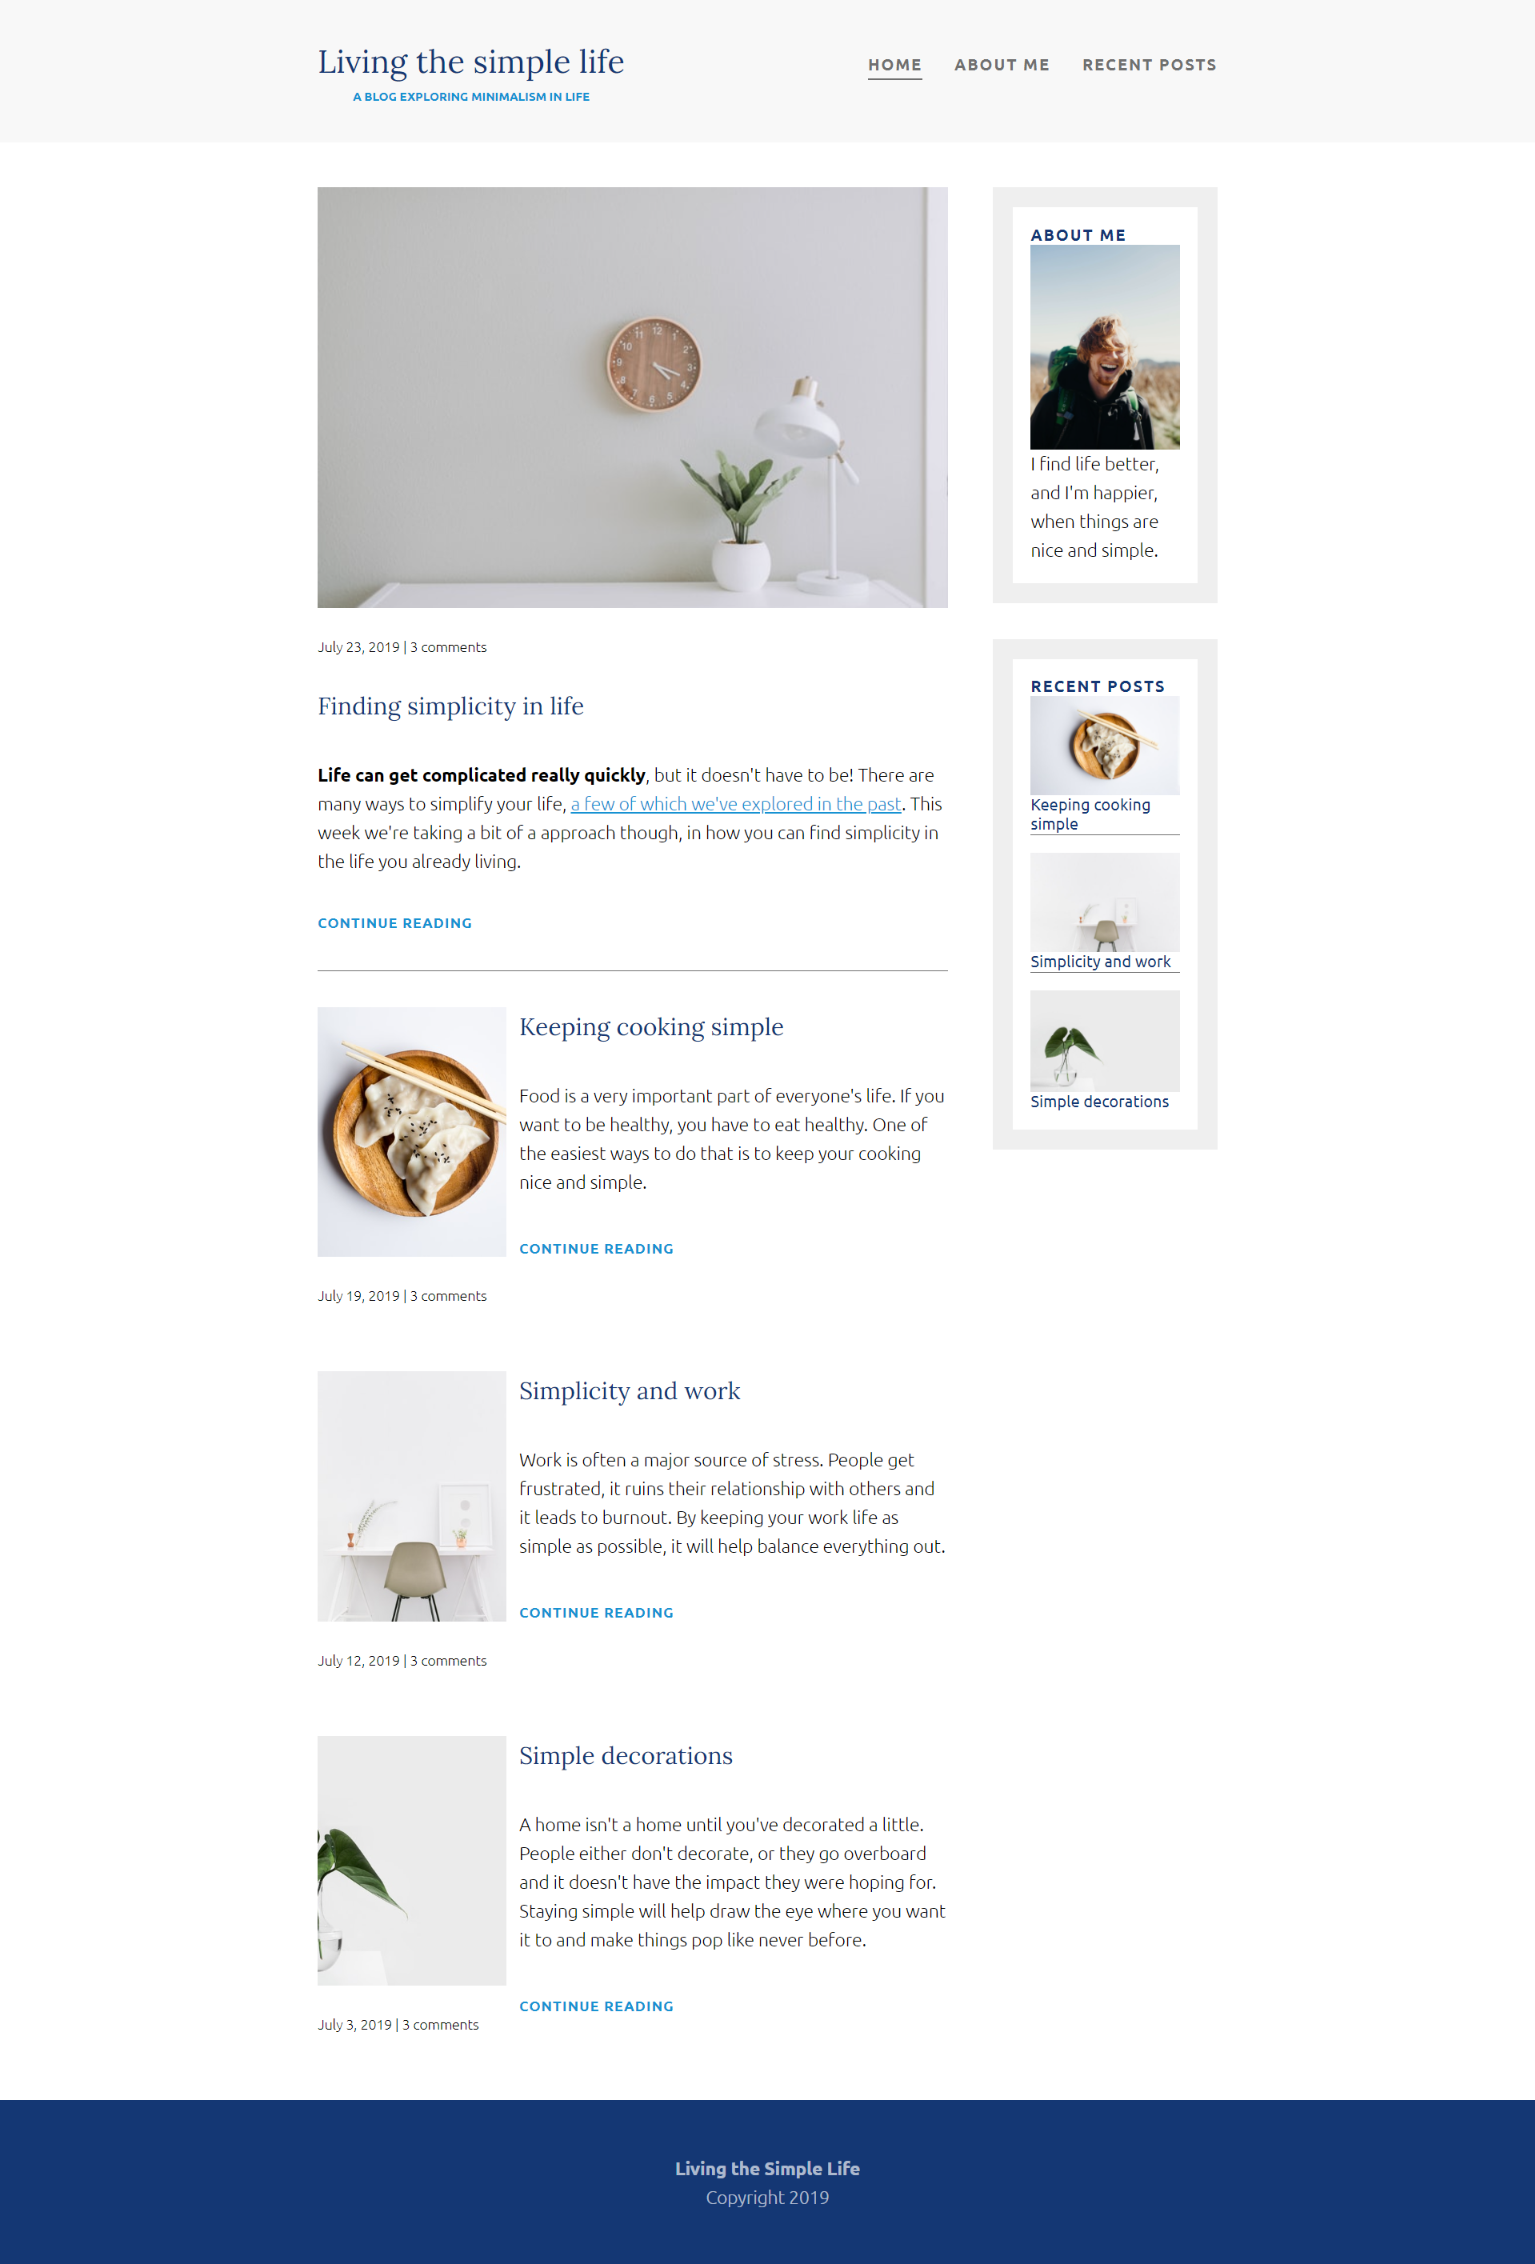 Living the simple life
A BLOG EXPLORING MINIMALISM IN LIFE
HOME ABOUT ME RECENT POSTS
12
1
2
3
4
5
6
8
9
10
11
July 23, 2019 | 3 comments
Finding simplicity in life
Life can get complicated really quickly, but it doesn't have to be! There are
many ways to simplify your life, a few of which we've explored in the past. This
week we're taking a bit of a approach though, in how you can find simplicity in
the life you already living.
CONTINUE READING
Keeping cooking simple
Food is a very important part of everyone's life. If you
want to be healthy, you have to eat healthy. One of
the easiest ways to do that is to keep your cooking
nice and simple.
CONTINUE READING
July 19, 2019 | 3 comments
Simplicity and work
Work is often a major source of stress. People get
frustrated, it ruins their relationship with others and
it leads to burnout. By keeping your work life as
simple as possible, it will help balance everything out.
CONTINUE READING
July 12, 2019 | 3 comments
Simple decorations
A home isn't a home until you've decorated a little.
People either don't decorate, or they go overboard
and it doesn't have the impact they were hoping for.
Staying simple will help draw the eye where you want
it to and make things pop like never before.
CONTINUE READING
July 3, 2019 | 3 comments
ABOUT ME
I find life better,
and I'm happier,
when things are
nice and simple.
RECENT POSTS
Keeping cooking
simple
Simplicity and work
Simple decorations
Living the Simple Life
Copyright 2019